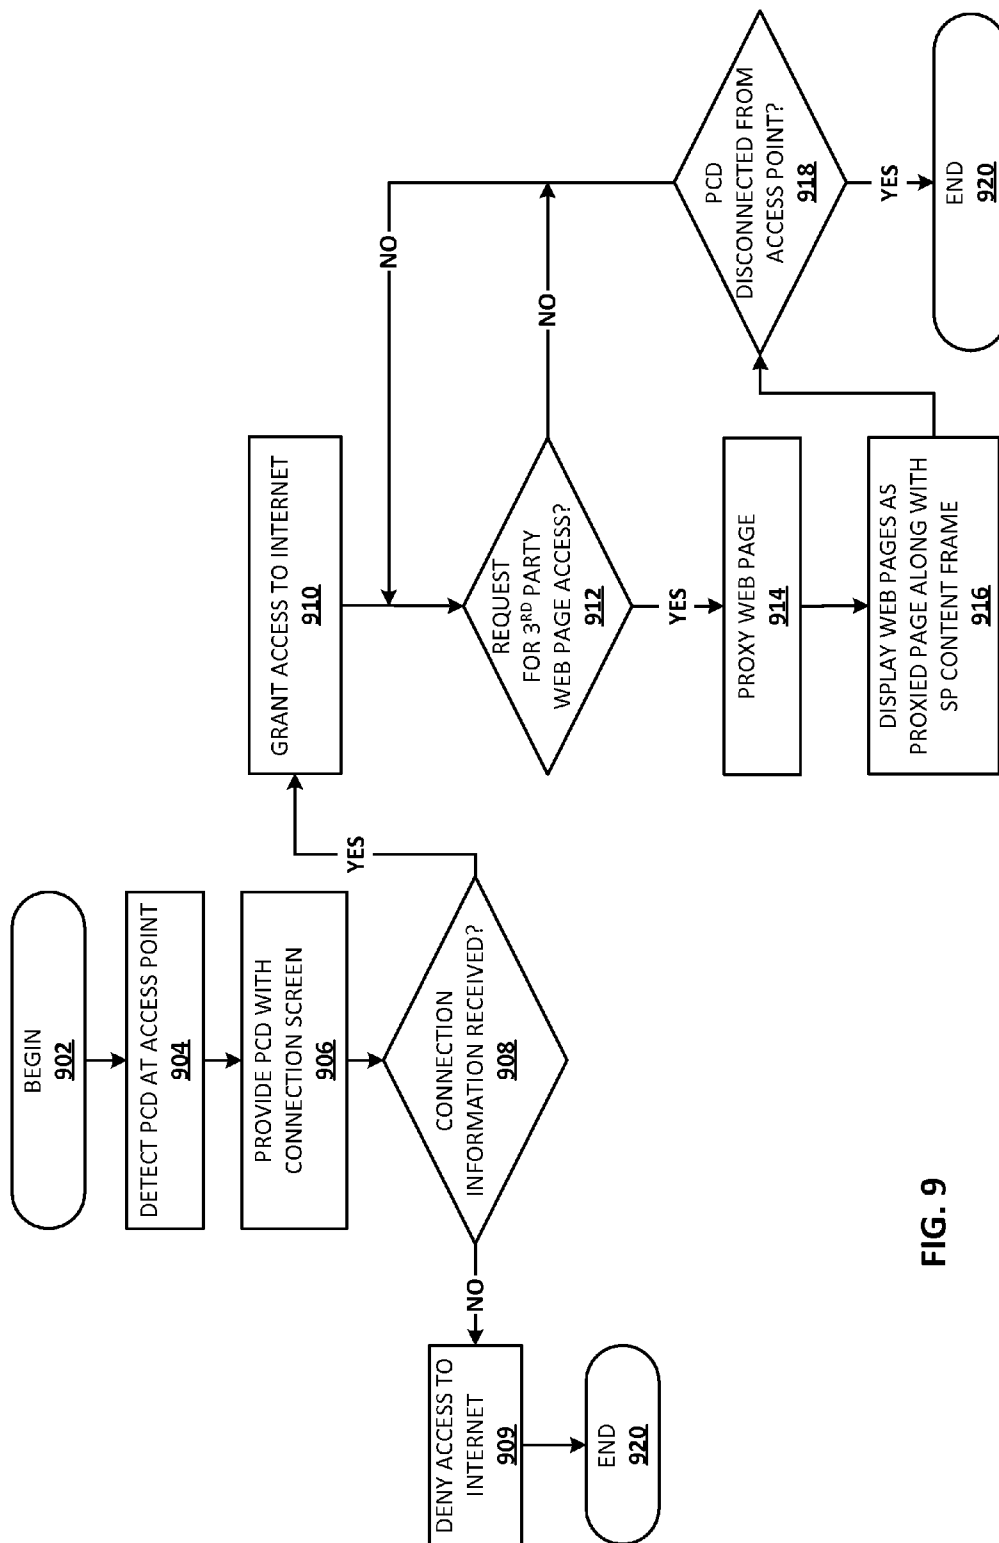 BEGIN
902
DETECT PCD AT ACCESS POINT
904
PROVIDE PCD WITH
CONNECTION SCREEN
906
CONNECTION
INFORMATION RECEIVED?
908
NO
DENY ACCESS TO
INTERNET
909
END
920
YES
GRANT ACCESS TO INTERNET
910
NO
REQUEST
FOR 3RD PARTY
WEB PAGE ACCESS?
912
NO
YES
PROXY WEB PAGE
914
DISPLAY WEB PAGES AS
PROXIED PAGE ALONG WITH
SP CONTENT FRAME
916
PCD
DISCONNECTED FROM
ACCESS POINT?
918
YES
END
920
FIG. 9